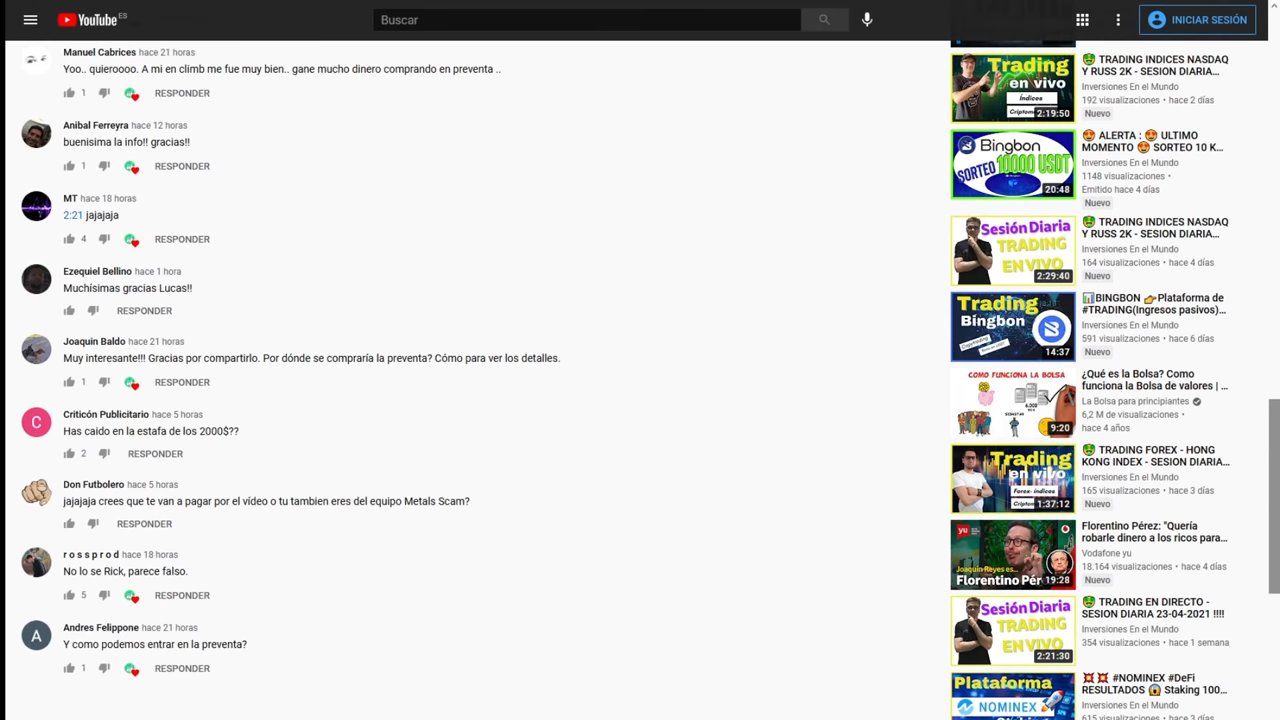 YouTube ES
Buscar
INICIAR SESIÓN
Manuel Cabrices hace 21 horas
Yoo.. quieroooo. A mi en climb me fue muy bien.. gane mucho dinero comprando en preventa ..
1 RESPONDER
Anibal Ferreyra hace 12 horas
buenisima la info!! gracias!!
1 RESPONDER
MT hace 18 horas
2:21 jajajaja
4 RESPONDER
Ezequiel Bellino hace 1 hora
Muchísimas gracias Lucas!!
RESPONDER
Joaquin Baldo hace 21 horas
Muy interesante!!! Gracias por compartirlo. Por dónde se compraría la preventa? Cómo para ver los detalles.
1 RESPONDER
C
Criticón Publicitario hace 5 horas
Has caido en la estafa de los 2000$??
2 RESPONDER
Don Futbolero hace 5 horas
jajajaja crees que te van a pagar por el vídeo o tu tambien erés del equipo Metals Scam?
RESPONDER
r o s s p r o d hace 18 horas
No lo se Rick, parece falso.
5 RESPONDER
A
Andres Felippone hace 21 horas
Y como podemos entrar en la preventa?
1 RESPONDER
Trading
en vivo
Índices
2:19:50
TRADING INDICES NASDAQ
Y RUSS 2K - SESION DIARIA...
Inversiones En el Mundo
192 visualizaciones • hace 2 días
Nuevo
Bingbon
SORTEO 10000 USDT
20:48
ALERTA : ULTIMO
MOMENTO SORTEO 10 K...
Inversiones En el Mundo
1148 visualizaciones •
Emitido hace 4 días
Nuevo
Sesión Diaria
TRADING
EN VIVO
2:29:40
TRADING INDICES NASDAQ
Y RUSS 2K - SESION DIARIA...
Inversiones En el Mundo
164 visualizaciones • hace 4 días
Nuevo
Trading
Bingbon
14:37
BINGBON Plataforma de
#TRADING(Ingresos pasivos)...
Inversiones En el Mundo
591 visualizaciones • hace 6 días
Nuevo
COMO FUNCIONA LA BOLSA
9:20
¿Qué es la Bolsa? Como
funciona la Bolsa de valores | ...
La Bolsa para principiantes
6,2 M de visualizaciones •
hace 4 años
Trading
en vivo
Forex- índices
1:37:12
TRADING FOREX - HONG
KONG INDEX - SESION DIARIA...
Inversiones En el Mundo
165 visualizaciones • hace 3 días
Nuevo
yu
Joaquín Reyes es...
Florentino Pér
19:28
Florentino Pérez: "Quería
robarle dinero a los ricos para...
Vodafone yu
18.164 visualizaciones • hace 4 días
Nuevo
Sesión Diaria
TRADING
EN VIVO
2:21:30
TRADING EN DIRECTO -
SESION DIARIA 23-04-2021 !!!!
Inversiones En el Mundo
354 visualizaciones • hace 1 semana
Plataforma
NOMINEX
#NOMINEX #DeFi
RESULTADOS Staking 100...
Inversiones En el Mundo
615 visualizaciones • hace 3 días